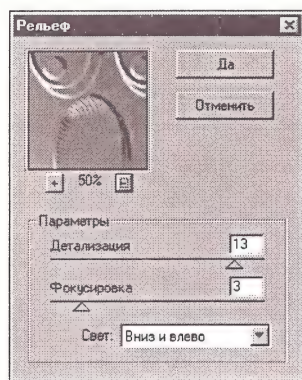 Рельеф
Да
Отменить
+ 50%
Параметры
Детализация 13
Фокусировка 3
Свет: Вниз и влево